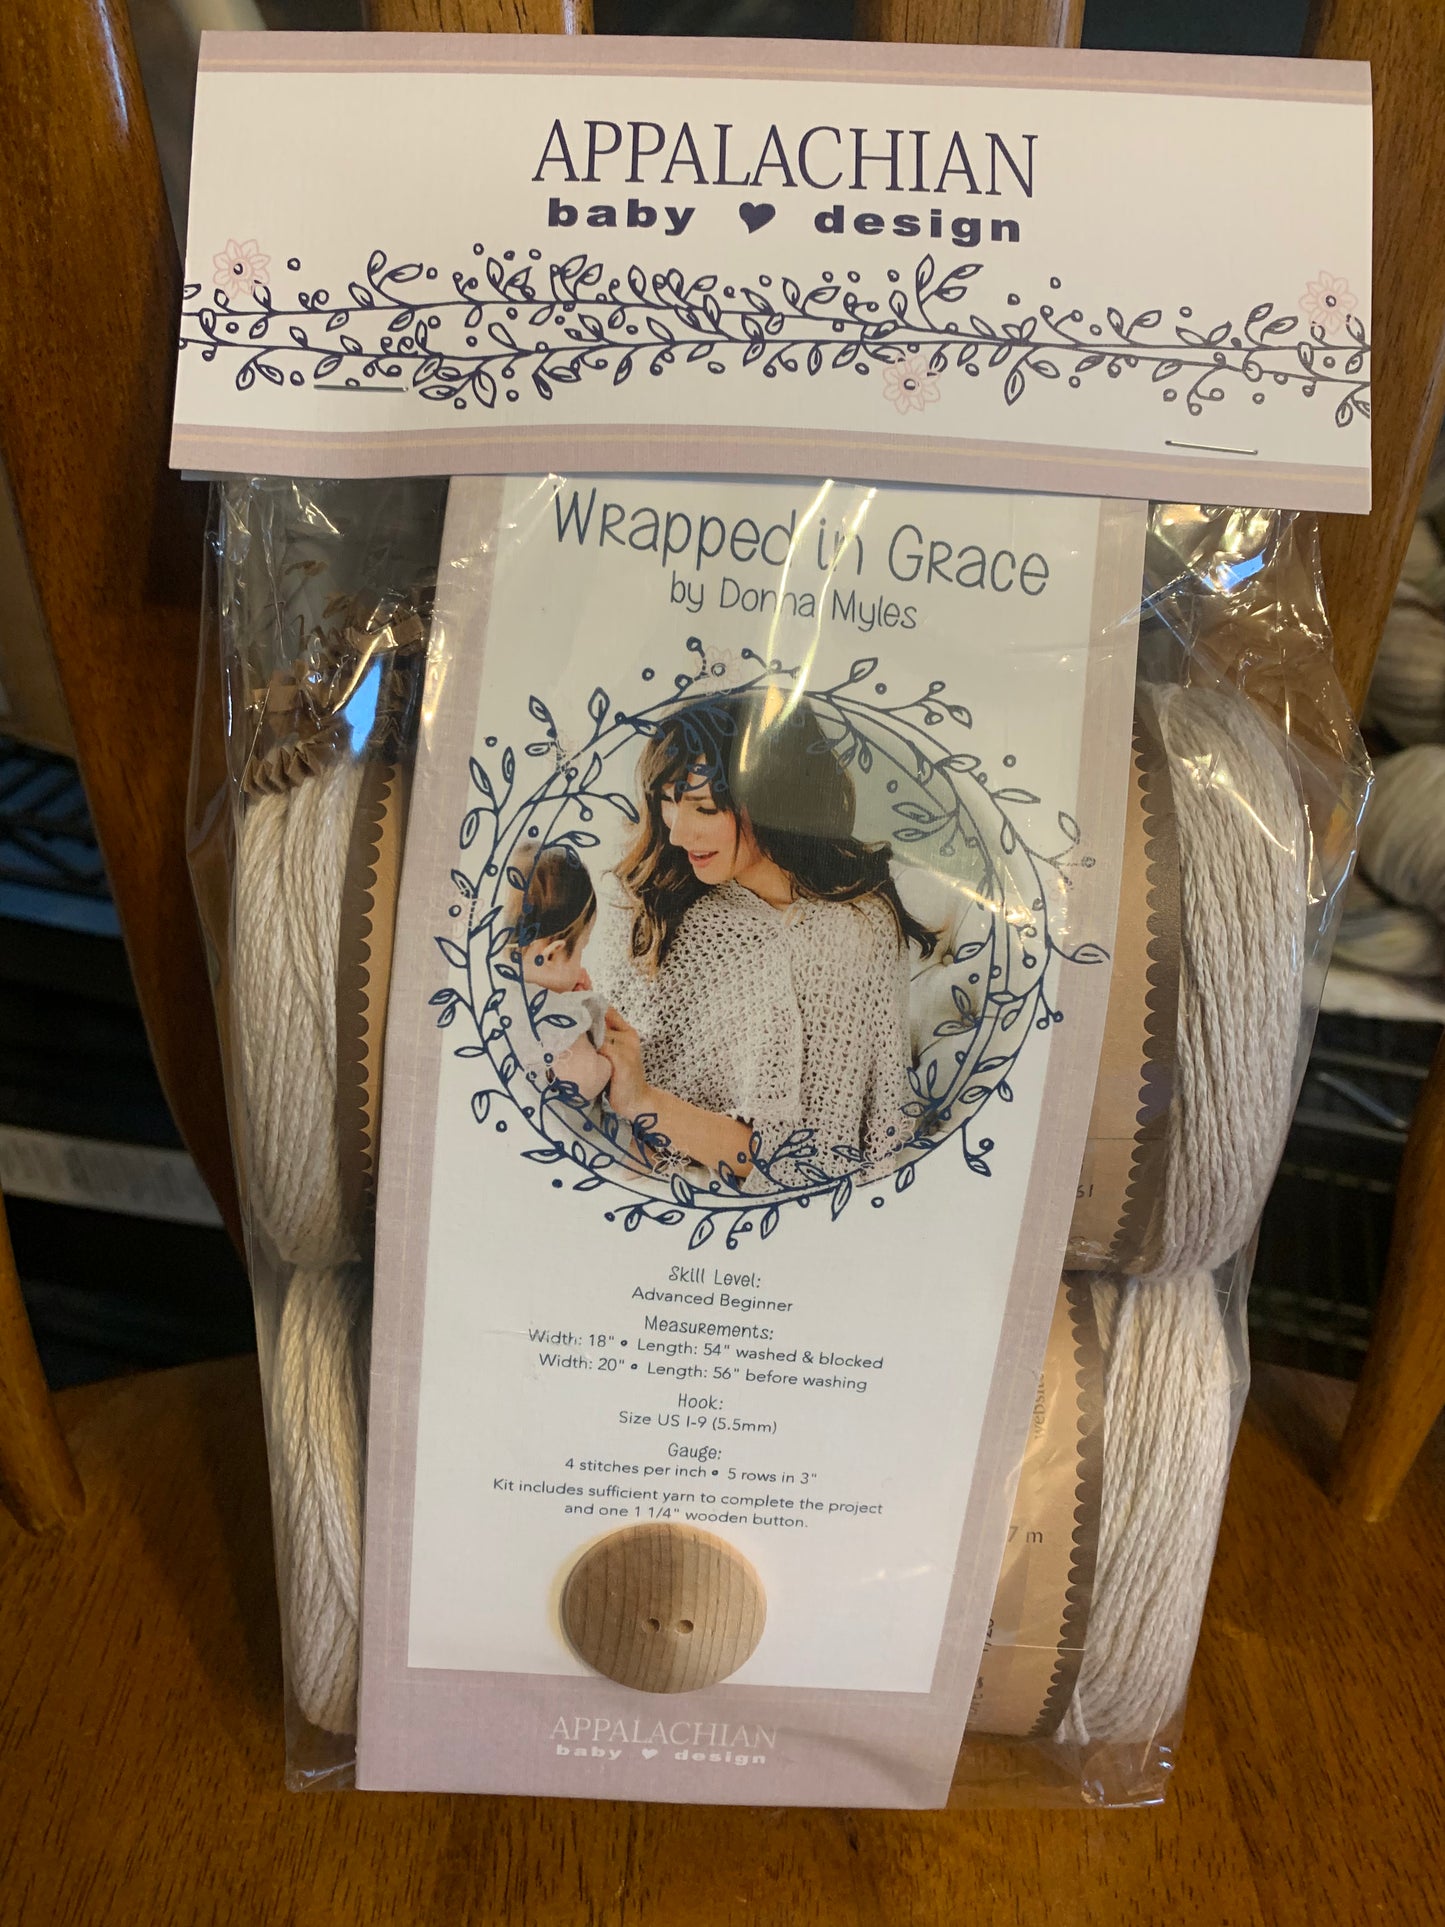 APPALACHIAN
baby design
Wrapped in Grace
by Donna Myles
Skill Level:
Advanced Beginner
Measurements:
Width: 18" • Length: 54" washed & blocked
Width: 20" • Length: 56" before washing
Hook:
Size US I-9 (5.5mm)
Gauge:
4 stitches per inch • 5 rows in 3"
Kit includes sufficient yarn to complete the project
and one 1 1/4" wooden button.
APPALACHIAN
baby design
website
7 m